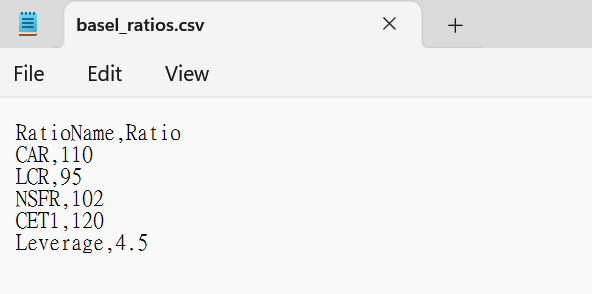 basel_ratios.csv
File Edit View
RatioName,Ratio
CAR,110
LCR,95
NSFR,102
CET1,120
Leverage,4.5